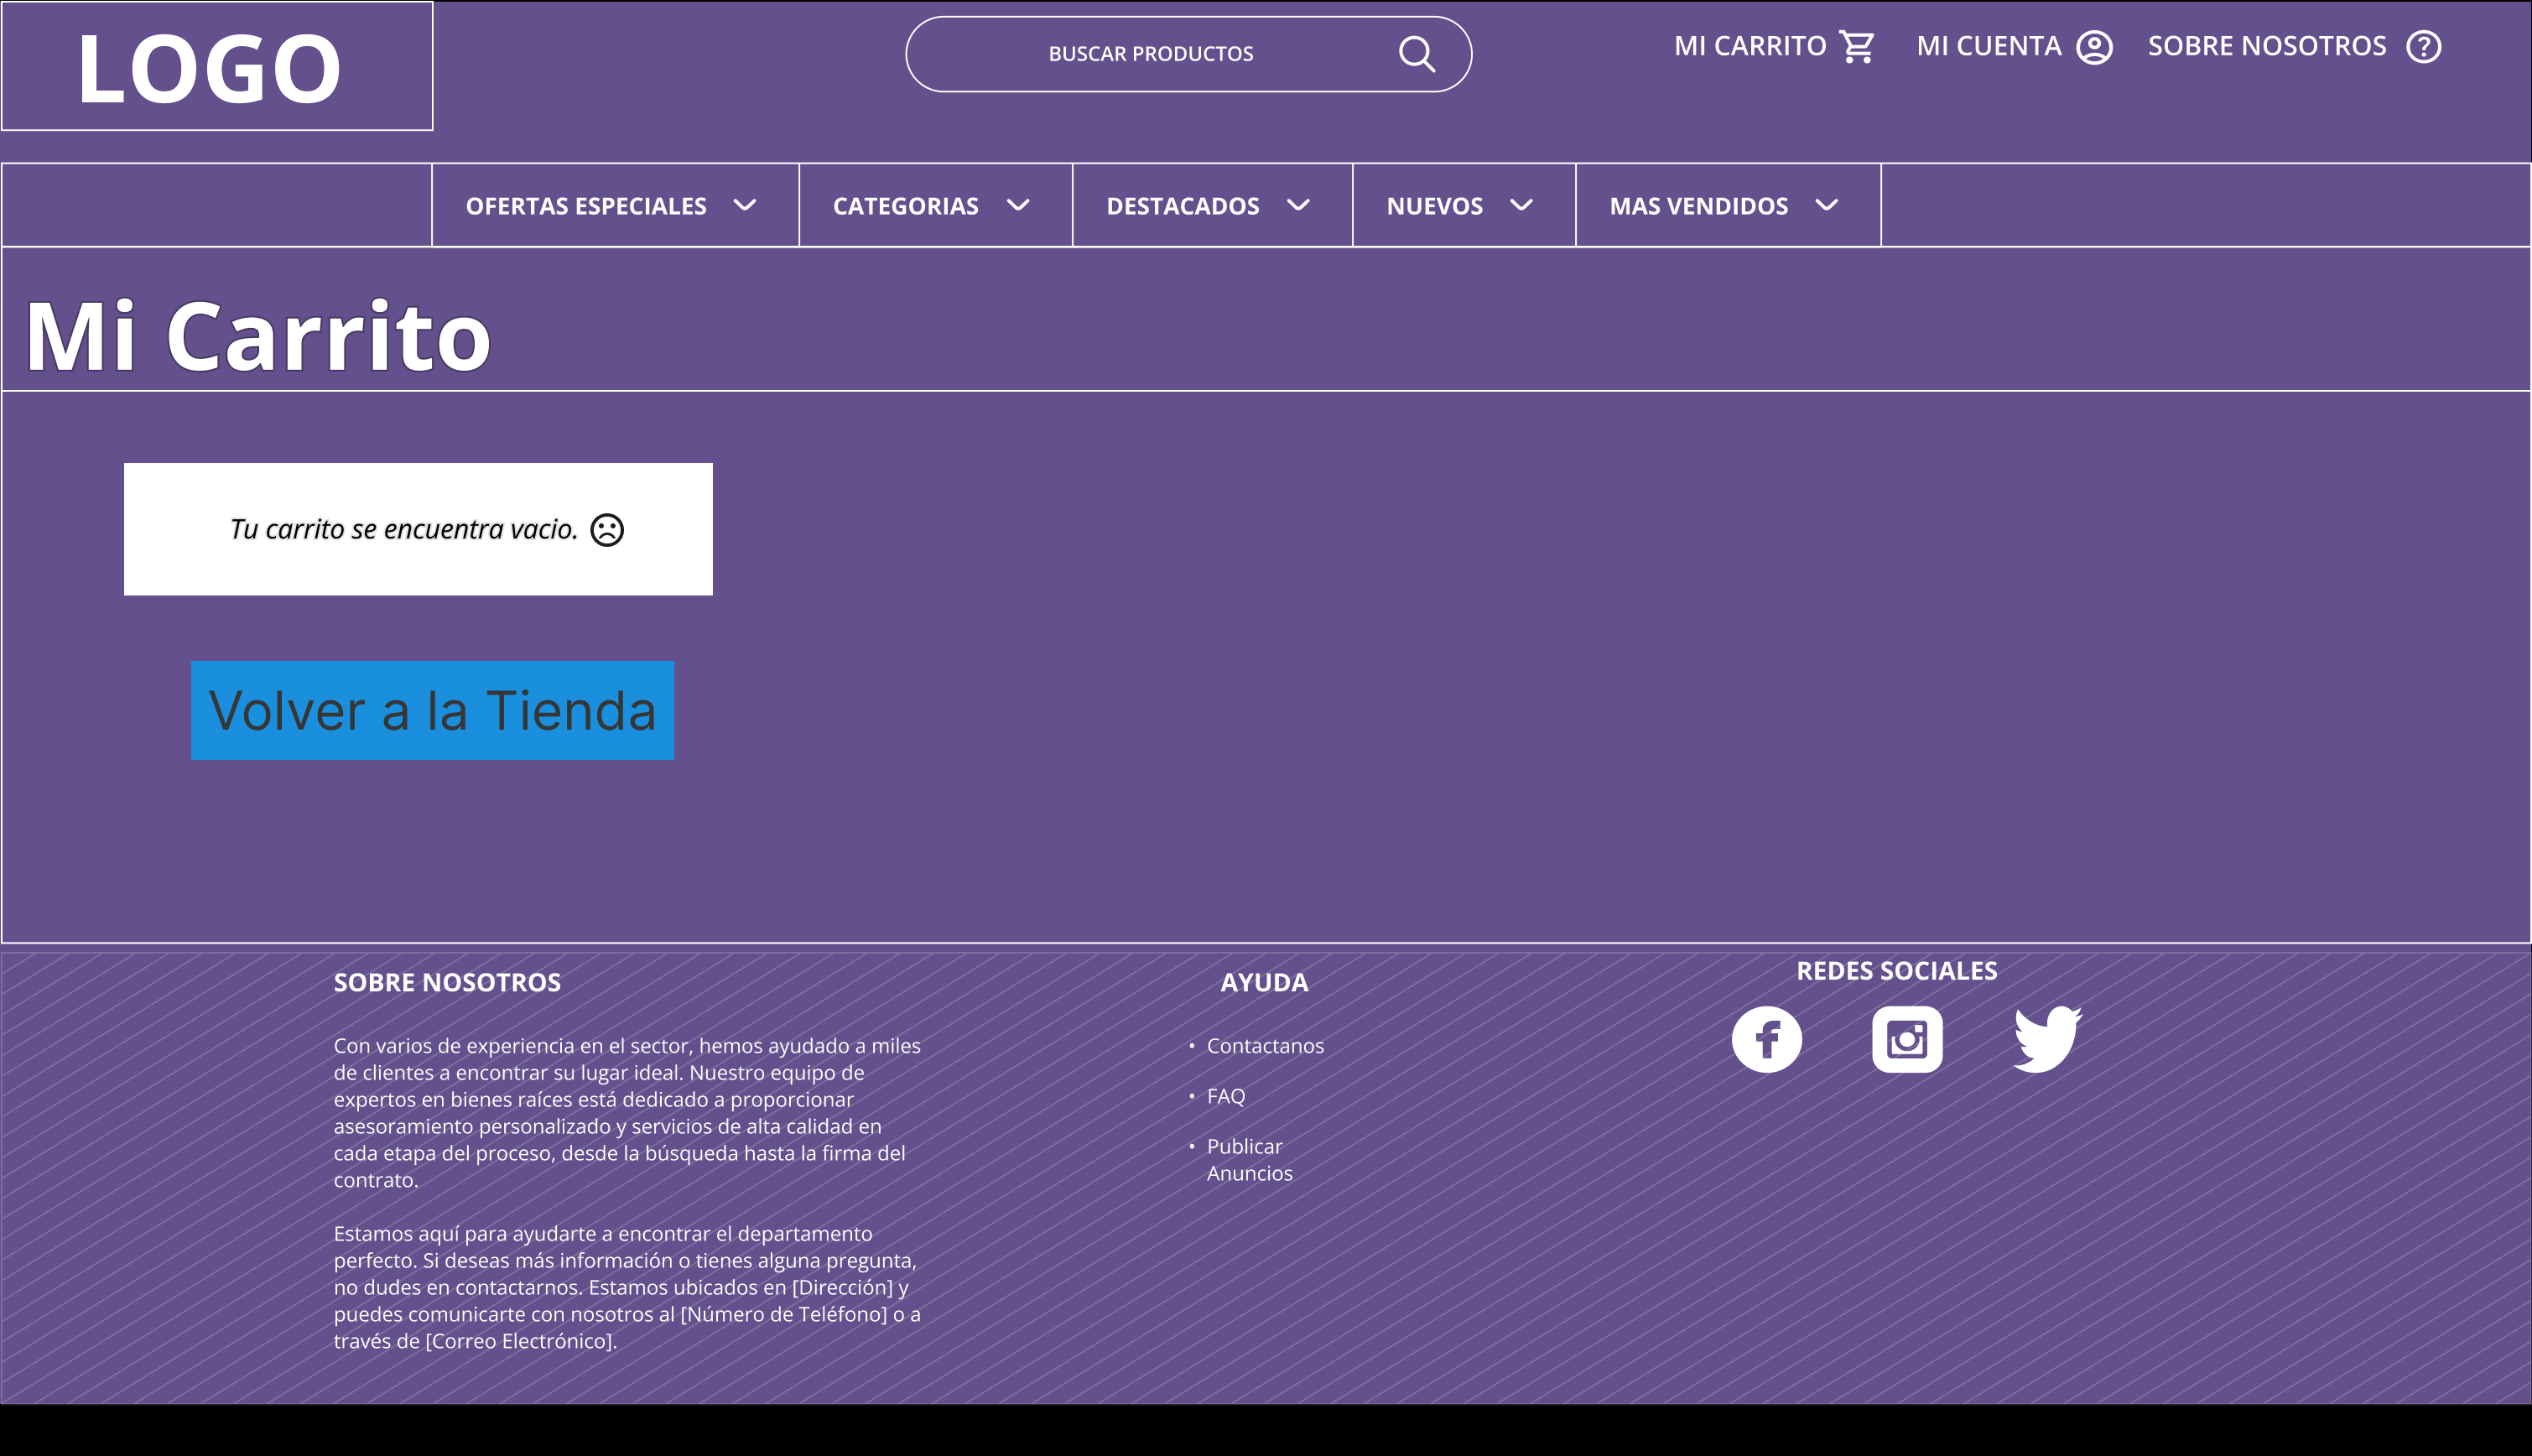 LOGO
BUSCAR PRODUCTOS
MI CARRITO
MI CUENTA
SOBRE NOSOTROS
OFERTAS ESPECIALES
CATEGORIAS
DESTACADOS
NUEVOS
MAS VENDIDOS
Mi Carrito
Tu carrito se encuentra vacio.
Volver a la Tienda
SOBRE NOSOTROS
Con varios de experiencia en el sector, hemos ayudado a miles
de clientes a encontrar su lugar ideal. Nuestro equipo de
expertos en bienes raíces está dedicado a proporcionar
asesoramiento personalizado y servicios de alta calidad en
cada etapa del proceso, desde la búsqueda hasta la firma del
contrato.
Estamos aquí para ayudarte a encontrar el departamento
perfecto. Si deseas más información o tienes alguna pregunta,
no dudes en contactarnos. Estamos ubicados en [Dirección] y
puedes comunicarte con nosotros al [Número de Teléfono] o a
través de [Correo Electrónico].
AYUDA
• Contactanos
• FAQ
• Publicar
Anuncios
REDES SOCIALES